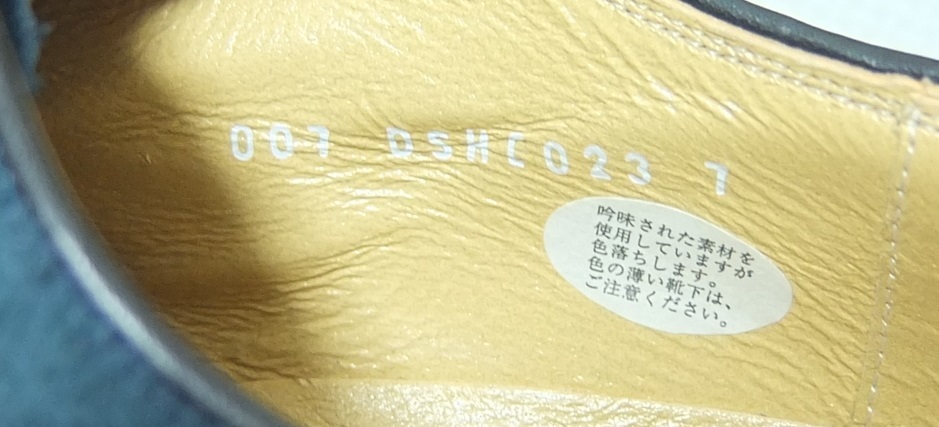 007 DSHC023 7
吟味された素材を
使用していますが
色落ちします。
色の薄い靴下は、
ご注意ください。